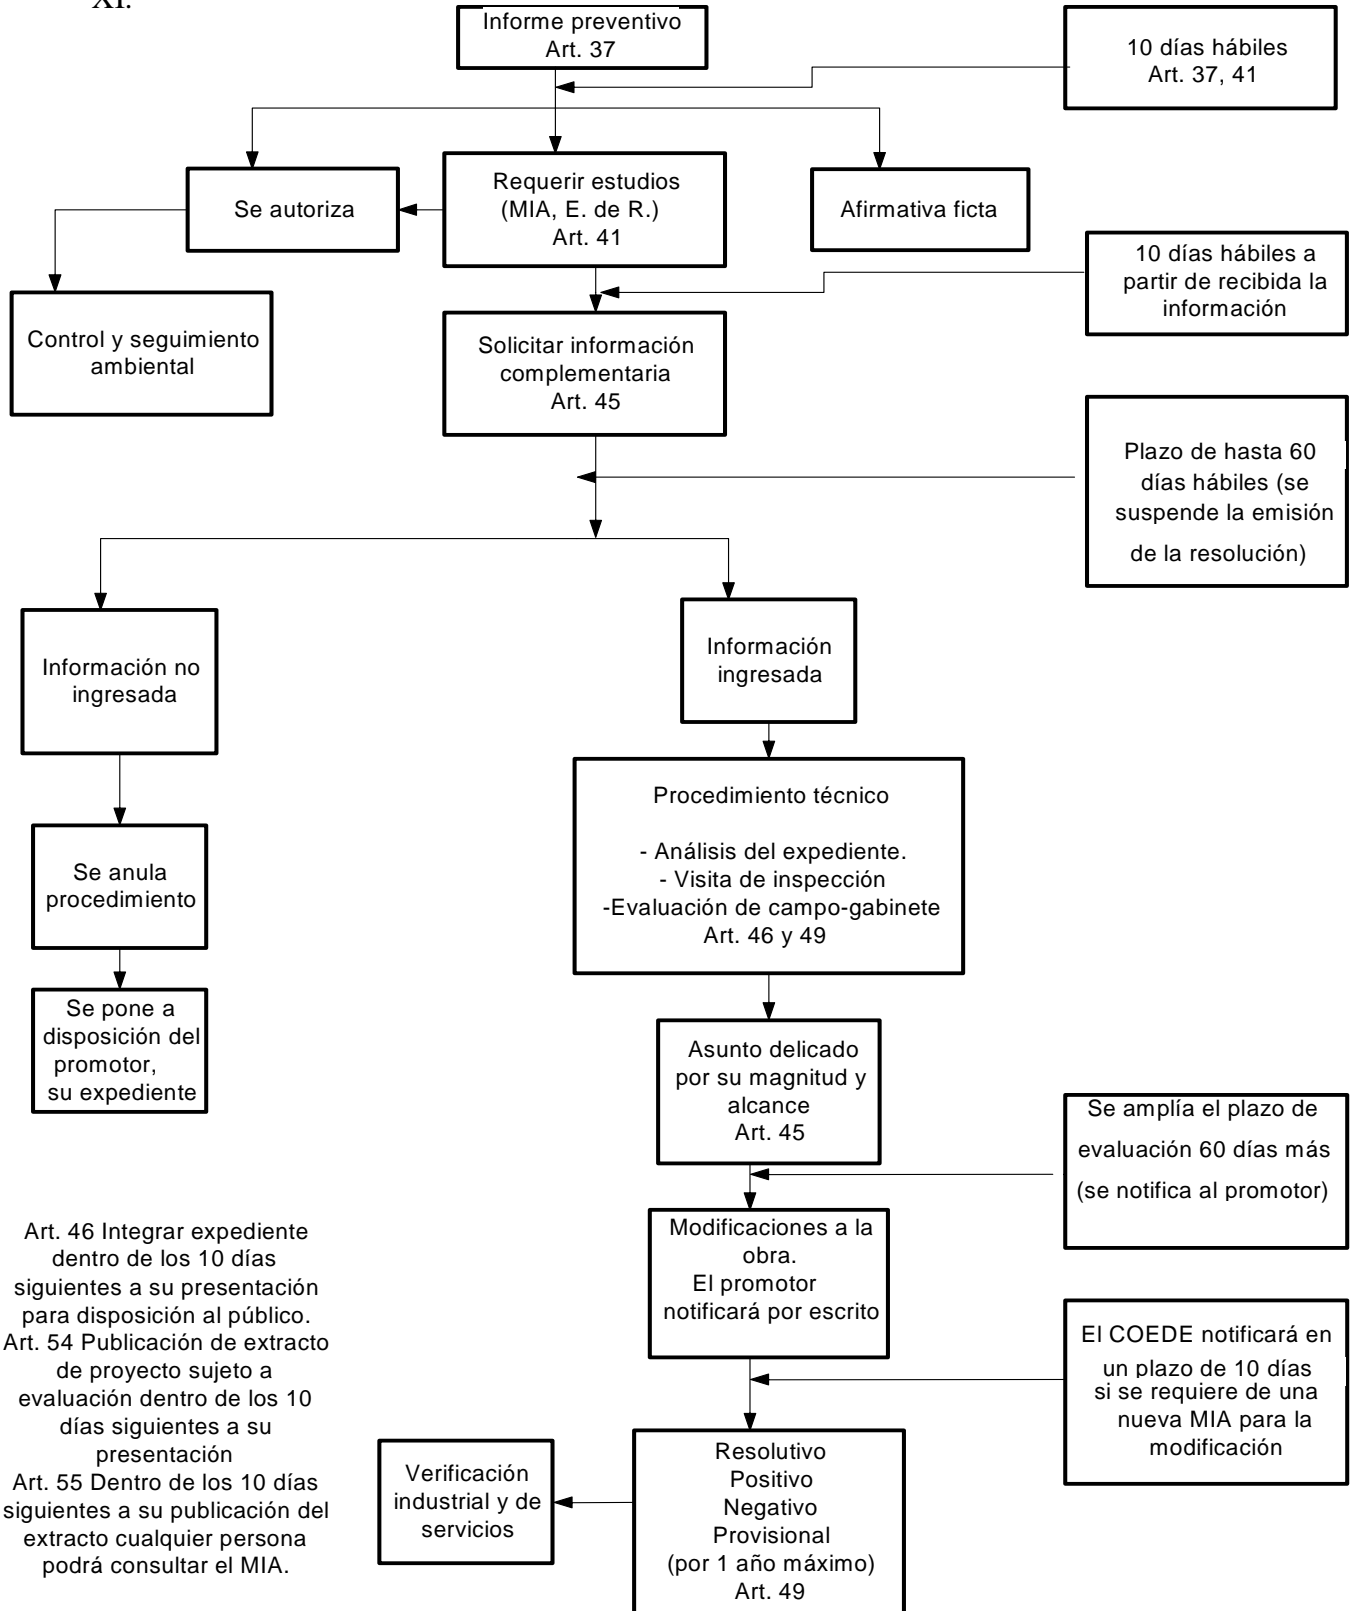 XI.
Informe preventivo
Art. 37
10 días hábiles
Art. 37, 41
Se autoriza
Requerir estudios
(MIA, E. de R.)
Art. 41
Afirmativa ficta
10 días hábiles a
partir de recibida la
información
Control y seguimiento
ambiental
Solicitar información
complementaria
Art. 45
Plazo de hasta 60
días hábiles (se
suspende la emisión
de la resolución)
Información no
ingresada
Información
ingresada
Procedimiento técnico
- Análisis del expediente.
- Visita de inspección
-Evaluación de campo-gabinete
Art. 46 y 49
Se anula
procedimiento
Se pone a
disposición del
promotor,
su expediente
Asunto delicado
por su magnitud y
alcance
Art. 45
Se amplía el plazo de
evaluación 60 días más
(se notifica al promotor)
Modificaciones a la
obra.
El promotor
notificará por escrito
Art. 46 Integrar expediente
dentro de los 10 días
siguientes a su presentación
para disposición al público.
Art. 54 Publicación de extracto
de proyecto sujeto a
evaluación dentro de los 10
días siguientes a su
presentación
Art. 55 Dentro de los 10 días
siguientes a su publicación del
extracto cualquier persona
podrá consultar el MIA.
El COEDE notificará en
un plazo de 10 días
si se requiere de una
nueva MIA para la
modificación
Verificación
industrial y de
servicios
Resolutivo
Positivo
Negativo
Provisional
(por 1 año máximo)
Art. 49